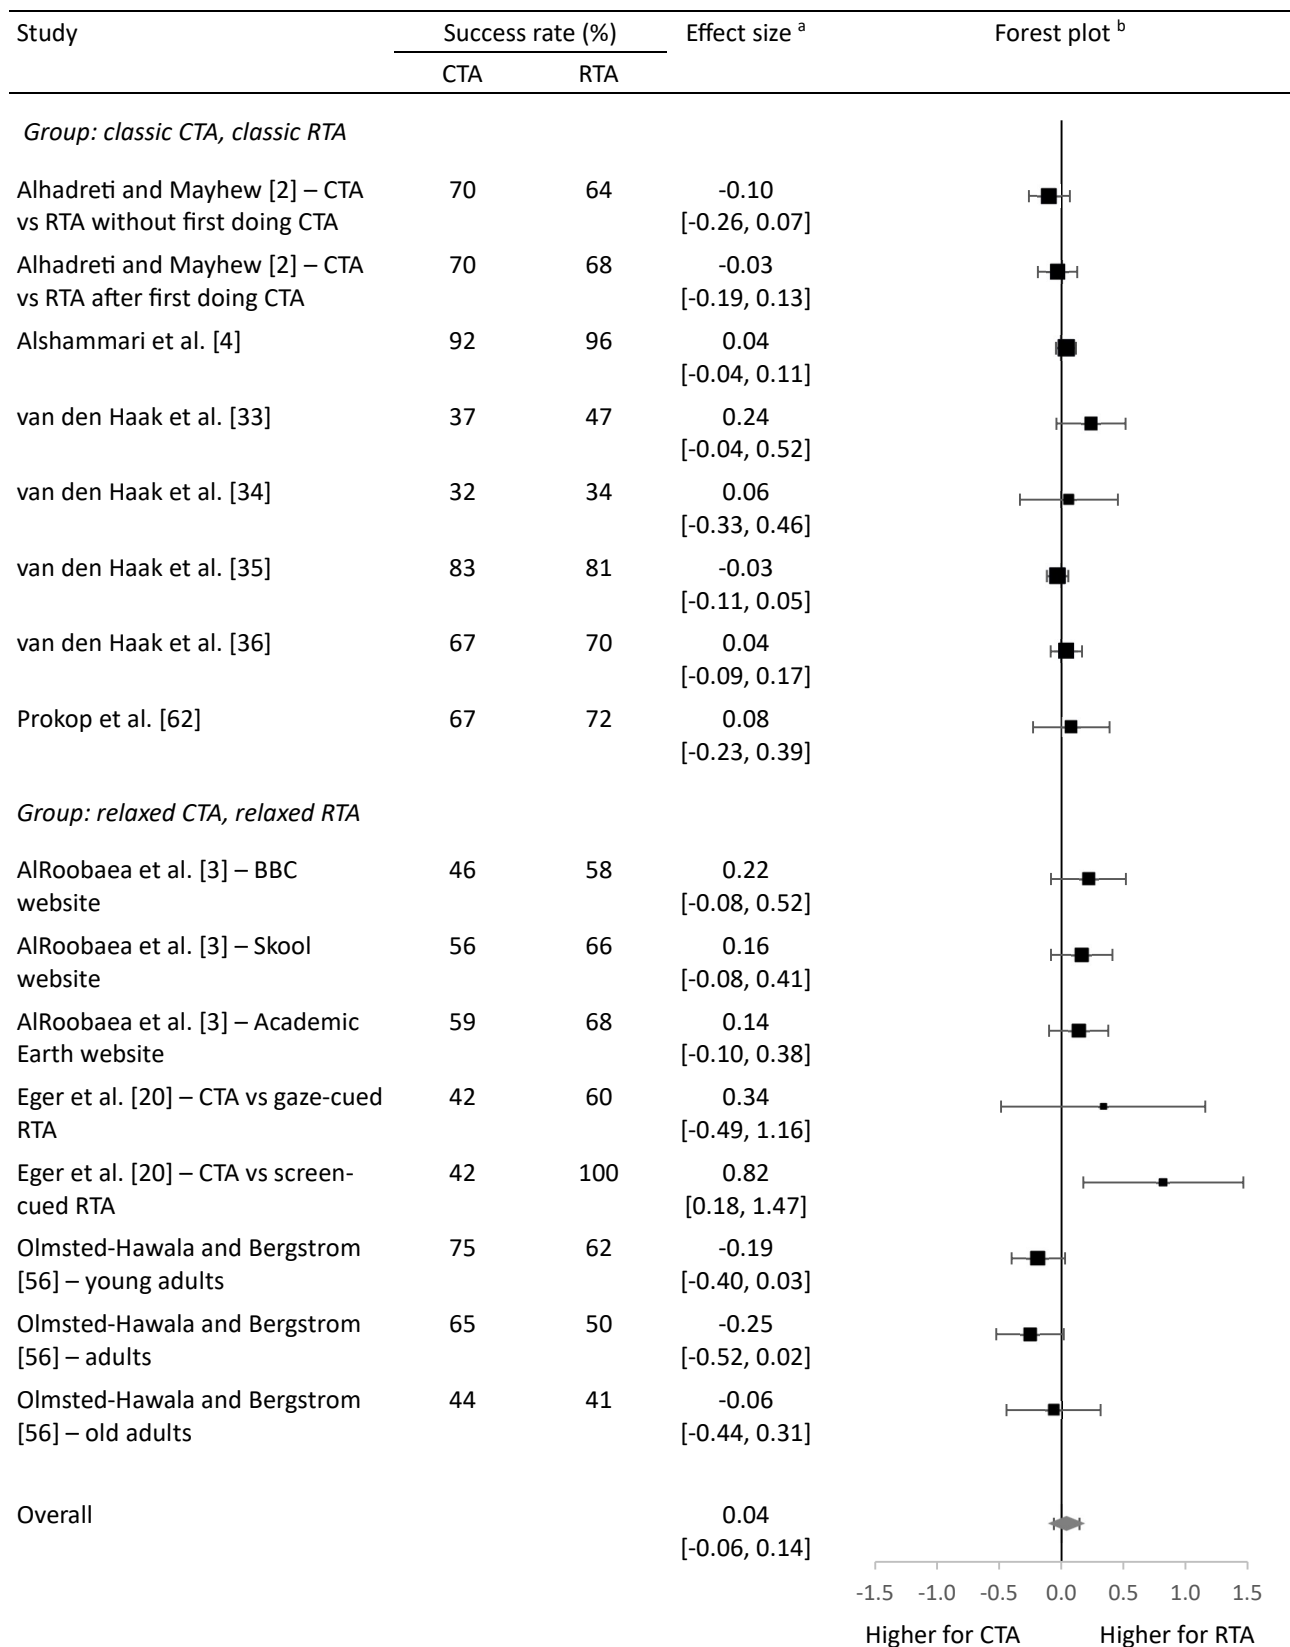 Study Success rate (%) Effect size a Forest plot b
CTA RTA
Group: classic CTA, classic RTA
Alhadreti and Mayhew [2] – CTA 70 64 -0.10
vs RTA without first doing CTA [-0.26, 0.07]
Alhadreti and Mayhew [2] – CTA 70 68 -0.03
vs RTA after first doing CTA [-0.19, 0.13]
Alshammari et al. [4] 92 96 0.04
[-0.04, 0.11]
van den Haak et al. [33] 37 47 0.24
[-0.04, 0.52]
van den Haak et al. [34] 32 34 0.06
[-0.33, 0.46]
van den Haak et al. [35] 83 81 -0.03
[-0.11, 0.05]
van den Haak et al. [36] 67 70 0.04
[-0.09, 0.17]
Prokop et al. [62] 67 72 0.08
[-0.23, 0.39]
Group: relaxed CTA, relaxed RTA
AlRoobaea et al. [3] – BBC 46 58 0.22
website [-0.08, 0.52]
AlRoobaea et al. [3] – Skool 56 66 0.16
website [-0.08, 0.41]
AlRoobaea et al. [3] – Academic 59 68 0.14
Earth website [-0.10, 0.38]
Eger et al. [20] – CTA vs gaze-cued 42 60 0.34
RTA [-0.49, 1.16]
Eger et al. [20] – CTA vs screen- 42 100 0.82
cued RTA [0.18, 1.47]
Olmsted-Hawala and Bergstrom 75 62 -0.19
[56] – young adults [-0.40, 0.03]
Olmsted-Hawala and Bergstrom 65 50 -0.25
[56] – adults [-0.52, 0.02]
Olmsted-Hawala and Bergstrom 44 41 -0.06
[56] – old adults [-0.44, 0.31]
Overall 0.04
[-0.06, 0.14]
-1.5 -1.0 -0.5 0.0 0.5 1.0 1.5
Higher for CTA Higher for RTA